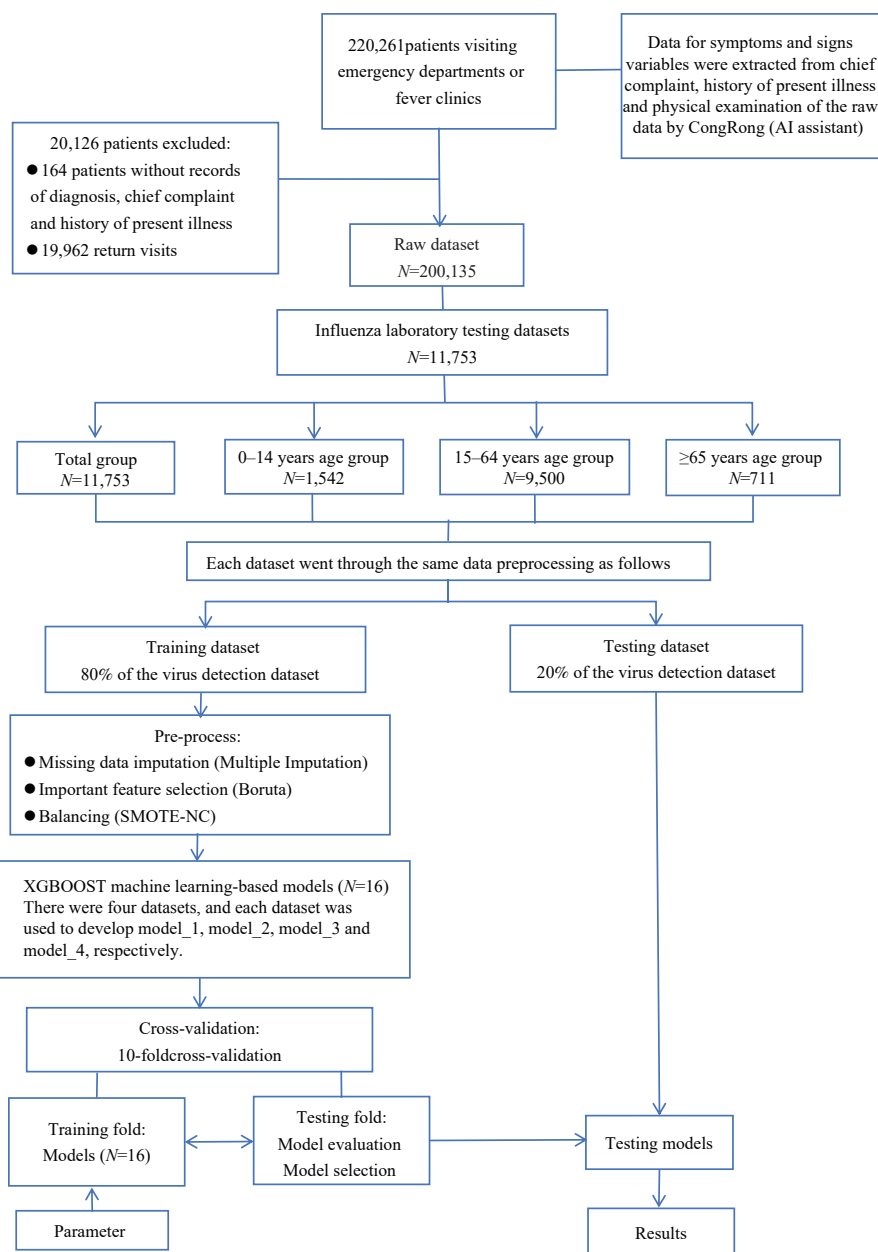 220,261patients visiting
emergency departments or
fever clinics
Data for symptoms and signs
variables were extracted from chief
complaint, history of present illness
and physical examination of the raw
data by CongRong (AI assistant)
20,126 patients excluded:
● 164 patients without records
of diagnosis, chief complaint
and history of present illness
● 19,962 return visits
Raw dataset
N=200,135
Influenza laboratory testing datasets
N=11,753
Total group
N=11,753
0–14 years age group
N=1,542
15–64 years age group
N=9,500
≥65 years age group
N=711
Each dataset went through the same data preprocessing as follows
Training dataset
80% of the virus detection dataset
Testing dataset
20% of the virus detection dataset
Pre-process:
● Missing data imputation (Multiple Imputation)
● Important feature selection (Boruta)
● Balancing (SMOTE-NC)
XGBOOST machine learning-based models (N=16)
There were four datasets, and each dataset was
used to develop model_1, model_2, model_3 and
model_4, respectively.
Cross-validation:
10-foldcross-validation
Training fold:
Models (N=16)
Testing fold:
Model evaluation
Model selection
Testing models
Parameter
Results